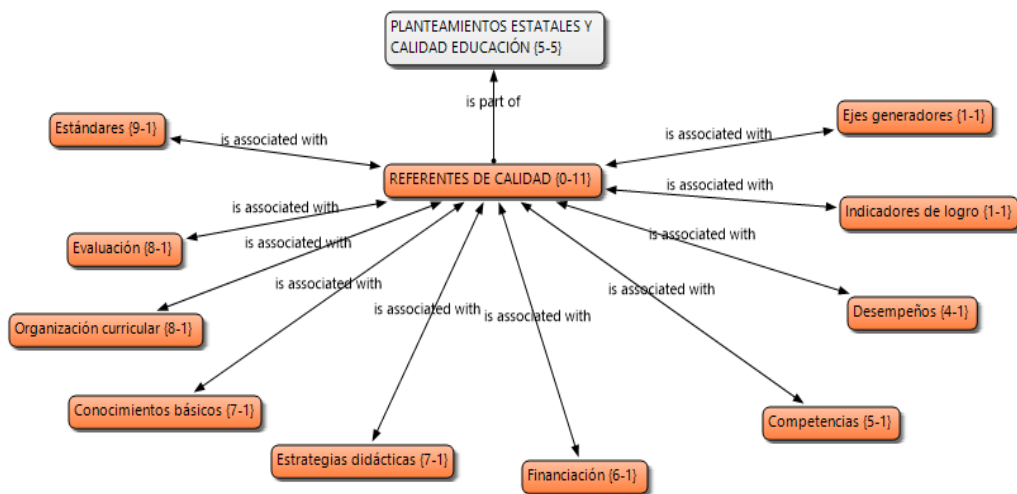 PLANTEAMIENTOS ESTATALES Y
CALIDAD EDUCACIÓN {5-5}
is part of
Estándares {9-1}
is associated with
Ejes generadores {1-1}
is associated with
REFERENTES DE CALIDAD {0-11}
is associated with
Indicadores de logro {1-1}
is associated with
Evaluación {8-1}
is associated with
is associated with
Desempeños {4-1}
Organización curricular {8-1}
is associated with
is associated with
is associated with
is associated with
Conocimientos básicos {7-1}
Competencias {5-1}
Estrategias didácticas {7-1}
Financiación {6-1}